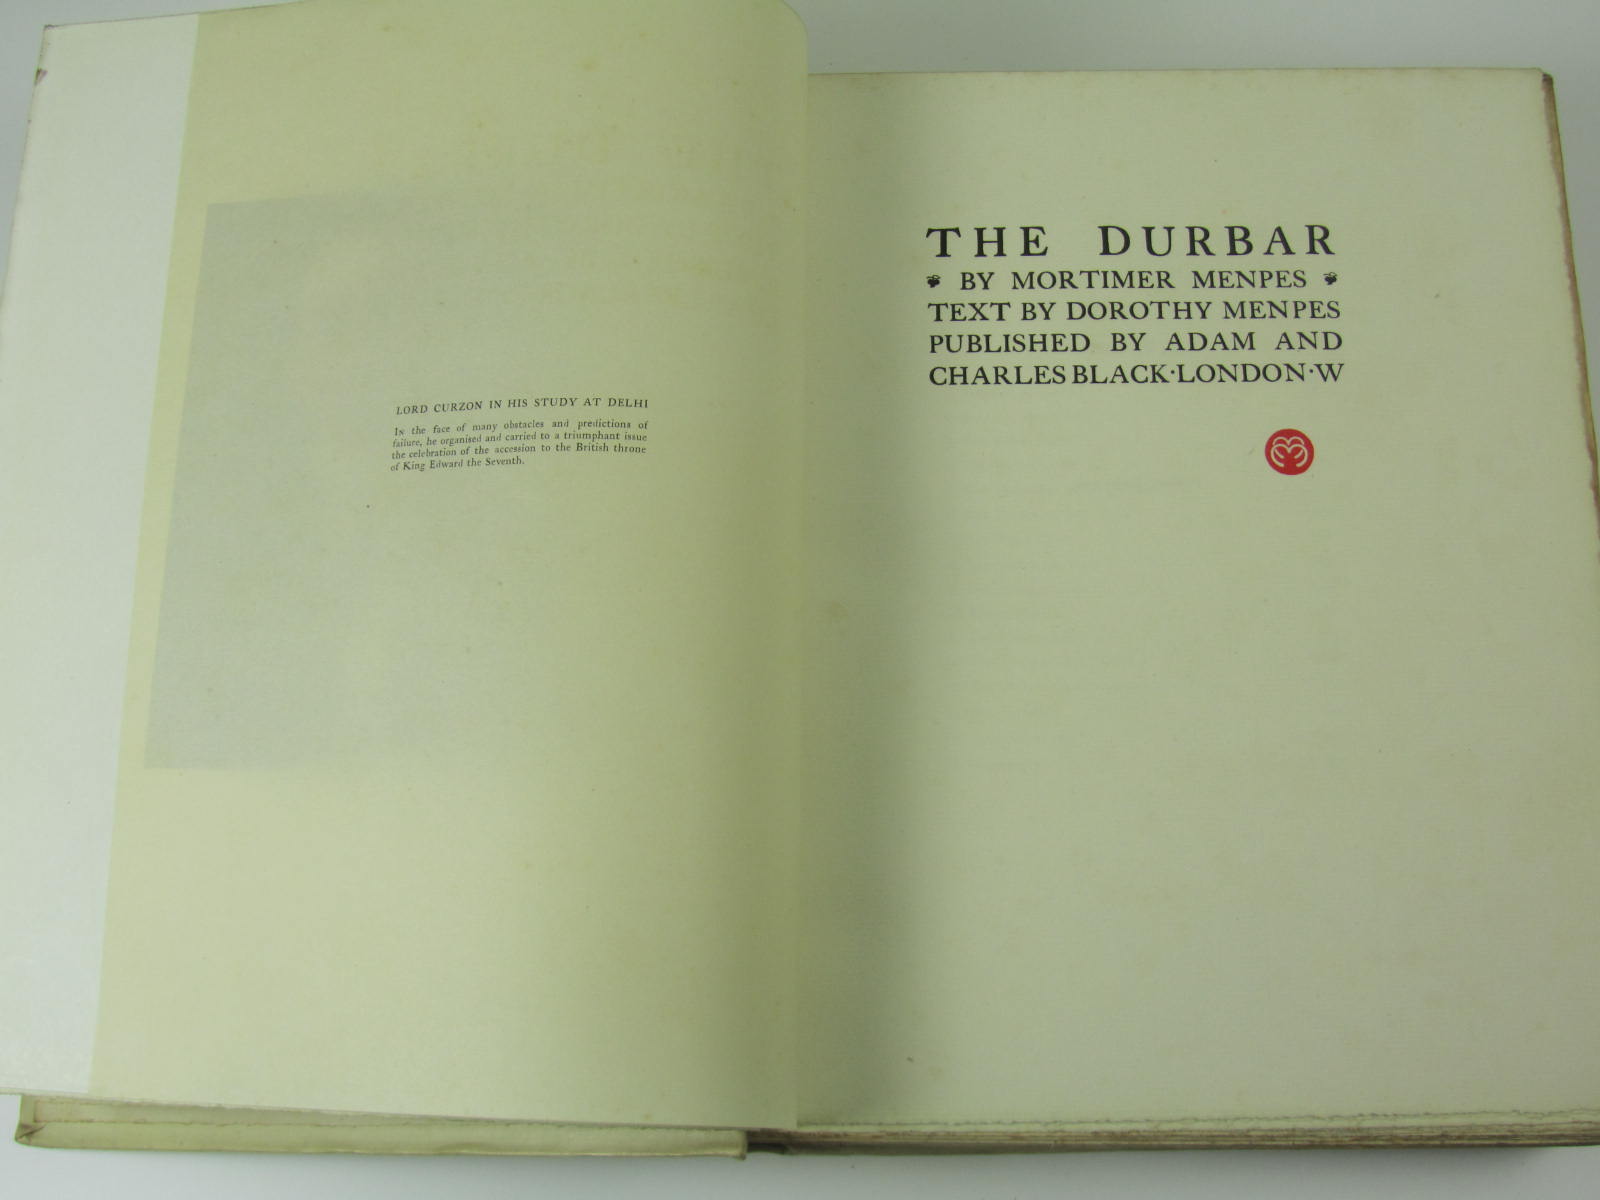 LORD CURZON IN HIS STUDY AT DELHI
In the face of many obstacles and predictions of
failure, he organised and carried to a triumphant issue
the celebration of the accession to the British throne
of King Edward the Seventh.
THE DURBAR
BY MORTIMER MENPES
TEXT BY DOROTHY MENPES
PUBLISHED BY ADAM AND
CHARLES BLACK·LONDON·W